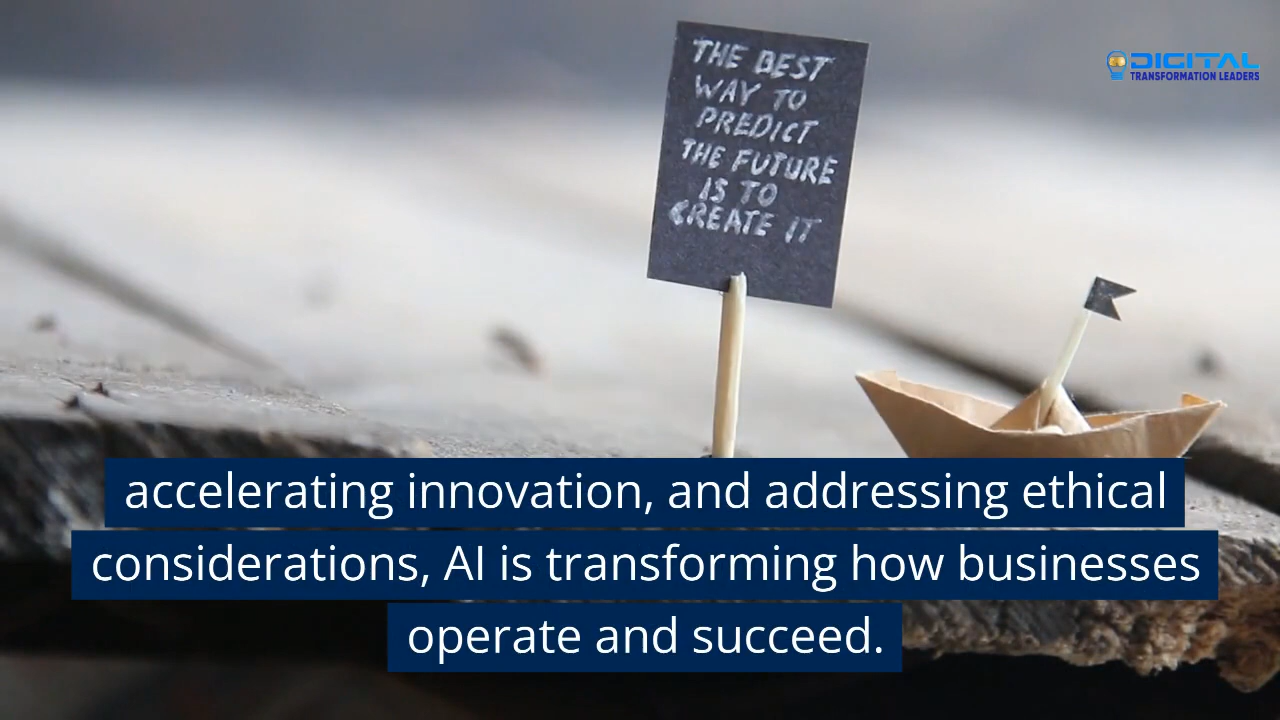 THE BEST
WAY TO
PREDICT
THE FUTURE
IS TO
CREATE IT
DIGITAL
TRANSFORMATION LEADERS
accelerating innovation, and addressing ethical
considerations, AI is transforming how businesses
operate and succeed.